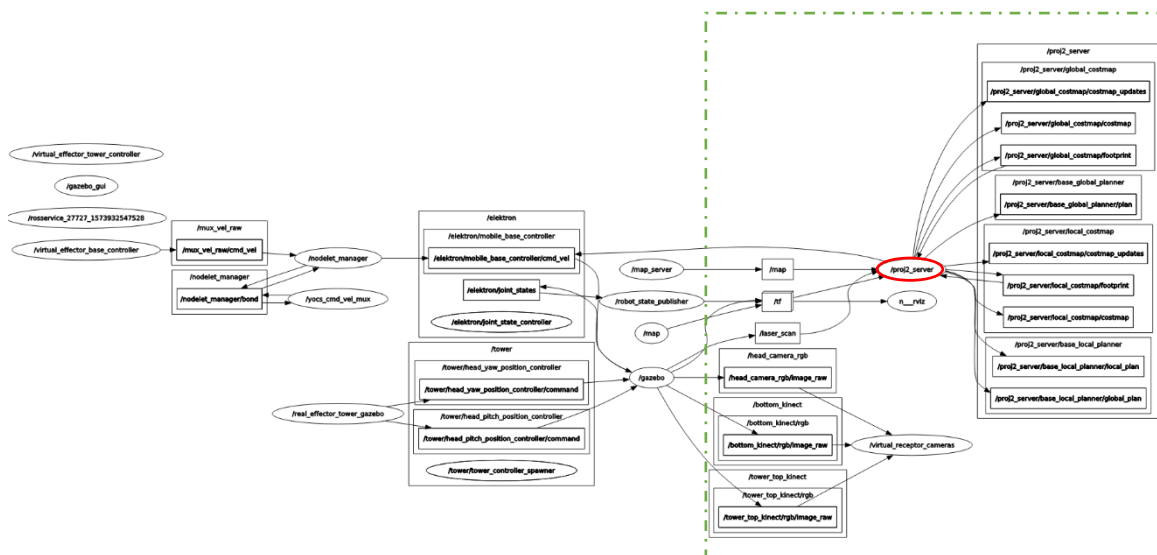 /virtual_effector_tower_controller
/gazebo_gui
/rosservice_27727_1573932547528
/virtual_effector_base_controller
/mux_vel_raw
/mux_vel_raw/cmd_vel
/nodelet_manager
/nodelet_manager/bond
/nodelet_manager
/yocs_cmd_vel_mux
/elektron
/elektron/mobile_base_controller
/elektron/mobile_base_controller/cmd_vel
/elektron/joint_states
/elektron/joint_state_controller
/tower
/tower/head_yaw_position_controller
/tower/head_yaw_position_controller/command
/tower/head_pitch_position_controller
/tower/head_pitch_position_controller/command
/tower/tower_controller_spawner
/real_effector_tower_gazebo
/map_server
/robot_state_publisher
/map
/gazebo
/map
/tf
/laser_scan
/head_camera_rgb
/head_camera_rgb/image_raw
/bottom_kinect
/bottom_kinect/rgb
/bottom_kinect/rgb/image_raw
/tower_top_kinect
/tower_top_kinect/rgb
/tower_top_kinect/rgb/image_raw
/proj2_server
n__rviz
/virtual_receptor_cameras
/proj2_server
/proj2_server/global_costmap
/proj2_server/global_costmap/costmap_updates
/proj2_server/global_costmap/costmap
/proj2_server/global_costmap/footprint
/proj2_server/base_global_planner
/proj2_server/base_global_planner/plan
/proj2_server/local_costmap
/proj2_server/local_costmap/costmap_updates
/proj2_server/local_costmap/footprint
/proj2_server/local_costmap/costmap
/proj2_server/base_local_planner
/proj2_server/base_local_planner/local_plan
/proj2_server/base_local_planner/global_plan